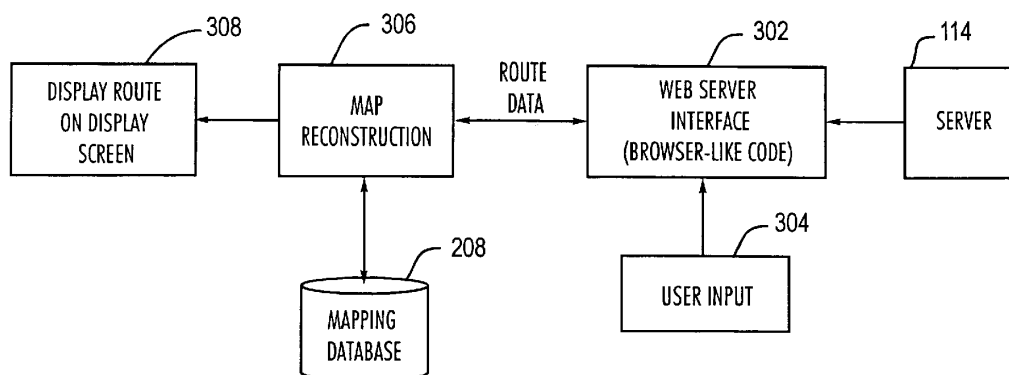 308
306
302
114
DISPLAY ROUTE
ON DISPLAY
SCREEN
MAP
RECONSTRUCTION
ROUTE
DATA
WEB SERVER
INTERFACE
(BROWSER-LIKE CODE)
SERVER
304
USER INPUT
208
MAPPING
DATABASE